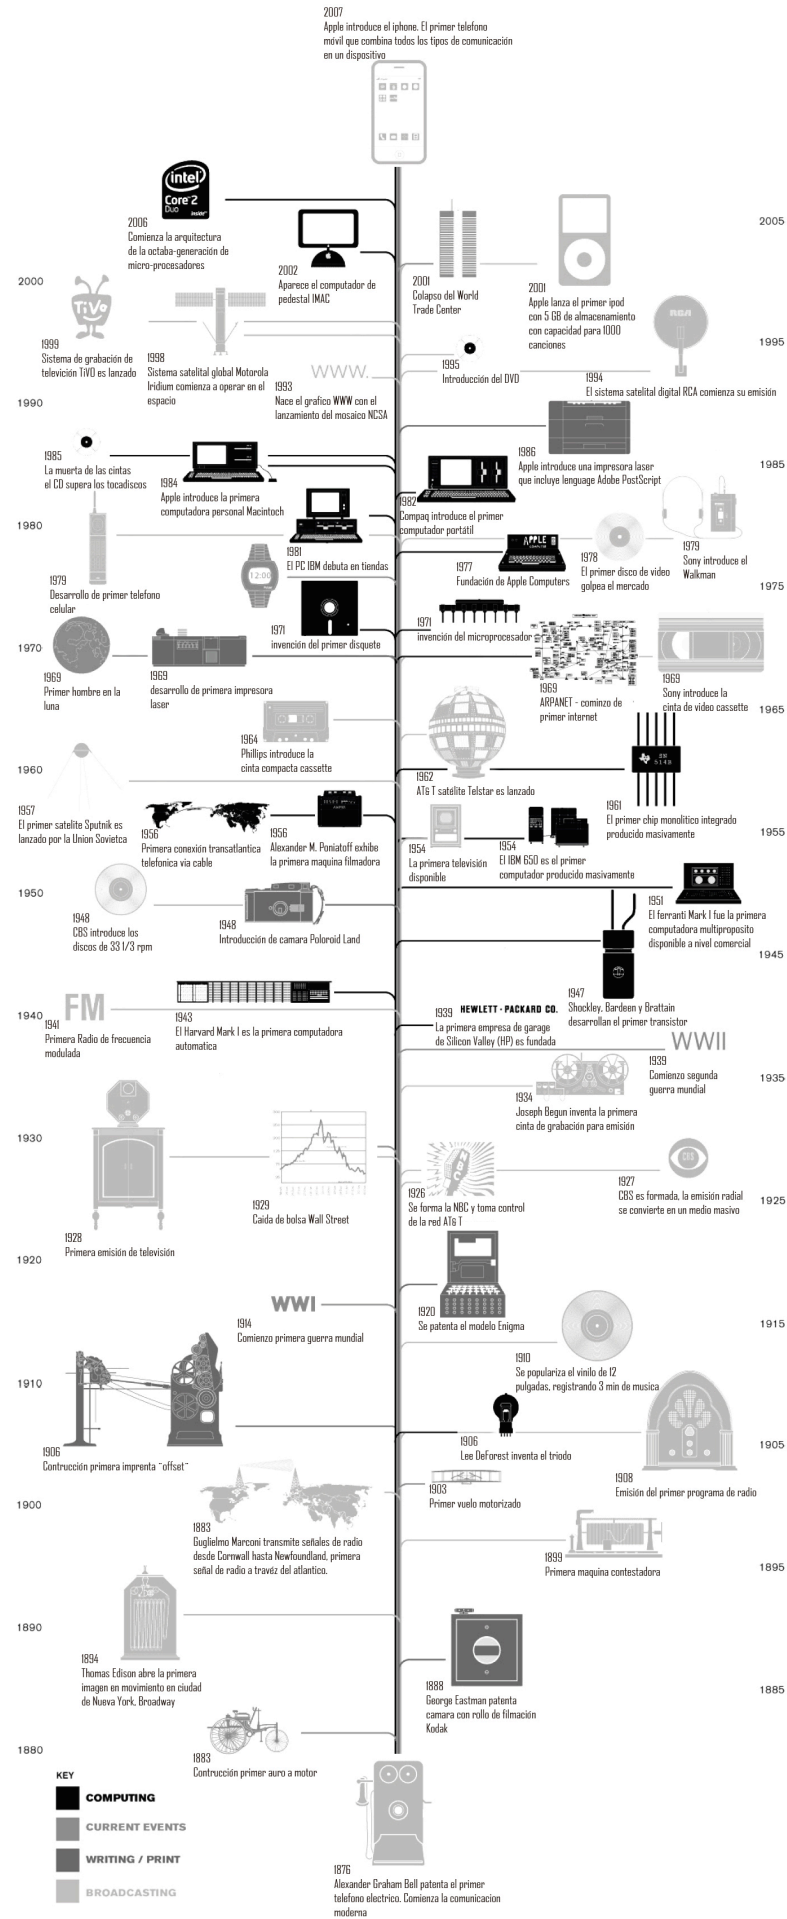 2007
Apple introduce el iphone. El primer telefono
móvil que combina todos los tipos de comunicación
en un dispositivo
intel
Core 2
Duo
inside
2006
Comienza la arquitectura
de la octaba-generación de
micro-procesadores
2002
Aparece el computador de
pedestal IMAC
2005
2001
Colapso del World
Trade Center
2001
Apple lanza el primer ipod
con 5 GB de almacenamiento
con capacidad para 1000
canciones
2000
TiVo
1999
Sistema de grabación de
televición TiVO es lanzado
1998
Sistema satelital global Motorola
Iridium comienza a operar en el
espacio
WWW.
1993
Nace el grafico WWW con el
lanzamiento del mosaico NCSA
RCA
1995
1995
Introducción del DVD
1994
El sistema satelital digital RCA comienza su emisión
1990
1985
La muerta de las cintas
el CD supera los tocadiscos
1984
Apple introduce la primera
computadora personal Macintoch
1986
Apple introduce una impresora laser
que incluye lenguage Adobe PostScript
1985
1982
Compaq introduce el primer
computador portátil
1980
1981
El PC IBM debuta en tiendas
1979
Desarrollo de primer telefono
celular
12:00
APPLE
COMPUTER
1977
Fundación de Apple Computers
1978
El primer disco de video
golpea el mercado
1979
Sony introduce el
Walkman
1975
1971
invención del primer disquete
1971
invención del microprocesador
1970
1969
Primer hombre en la
luna
1969
desarrollo de primera impresora
laser
1969
ARPANET - cominzo de
primer internet
1969
Sony introduce la
cinta de video cassette
1965
1964
Phillips introduce la
cinta compacta cassette
1960
1962
AT& T satélite Telstar es lanzado
2N
514B
1961
El primer chip monolitico integrado
producido masivamente
1957
El primer satelite Sputnik es
lanzado por la Union Sovietca
1956
Primera conexión transatlantica
telefonica via cable
1956
Alexander M. Poniatoff exhibe
la primera maquina filmadora
1955
1954
La primera televisión
disponible
1954
El IBM 650 es el primer
computador producido masivamente
1950
1948
CBS introduce los
discos de 33 1/3 rpm
1948
Introducción de camara Poloroid Land
1951
El ferranti Mark I fue la primera
computadora multiproposito
disponible a nivel comercial
1945
1947
Shockley, Bardeen y Brattain
desarrollan el primer transistor
1940
FM
1941
Primera Radio de frecuencia
modulada
1943
El Harvard Mark I es la primera computadora
automatica
1939
HEWLETT - PACKARD CO.
La primera empresa de garage
de Silicon Valley (HP) es fundada
WWII
1939
Comienzo segunda
guerra mundial
1935
1934
Joseph Begun inventa la primera
cinta de grabación para emisión
1930
1928
Primera emisión de televisión
1929
Caida de bolsa Wall Street
NBC
1926
Se forma la NBC y toma control
de la red AT& T
CBS
1927
CBS es formada, la emisión radial
se convierte en un medio masivo
1925
1920
1920
Se patenta el modelo Enigma
WWI
1914
Comienzo primera guerra mundial
1915
1910
Se populariza el vinilo de 12
pulgadas, registrando 3 min de musica
1910
1906
Contrucción primera imprenta "offset"
1906
Lee DeForest inventa el triodo
1905
1908
Emisión del primer programa de radio
1900
1903
Primer vuelo motorizado
1883
Guglielmo Marconi transmite señales de radio
desde Cornwall hasta Newfoundland, primera
señal de radio a travéz del atlantico.
1899
Primera maquina contestadora
1895
1890
1894
Thomas Edison abre la primera
imagen en movimiento en ciudad
de Nueva York, Broadway
1888
George Eastman patenta
camara con rollo de filmación
Kodak
1885
1880
1883
Contrucción primer auro a motor
KEY
COMPUTING
CURRENT EVENTS
WRITING / PRINT
BROADCASTING
1876
Alexander Graham Bell patenta el primer
telefono electrico. Comienza la comunicacion
moderna